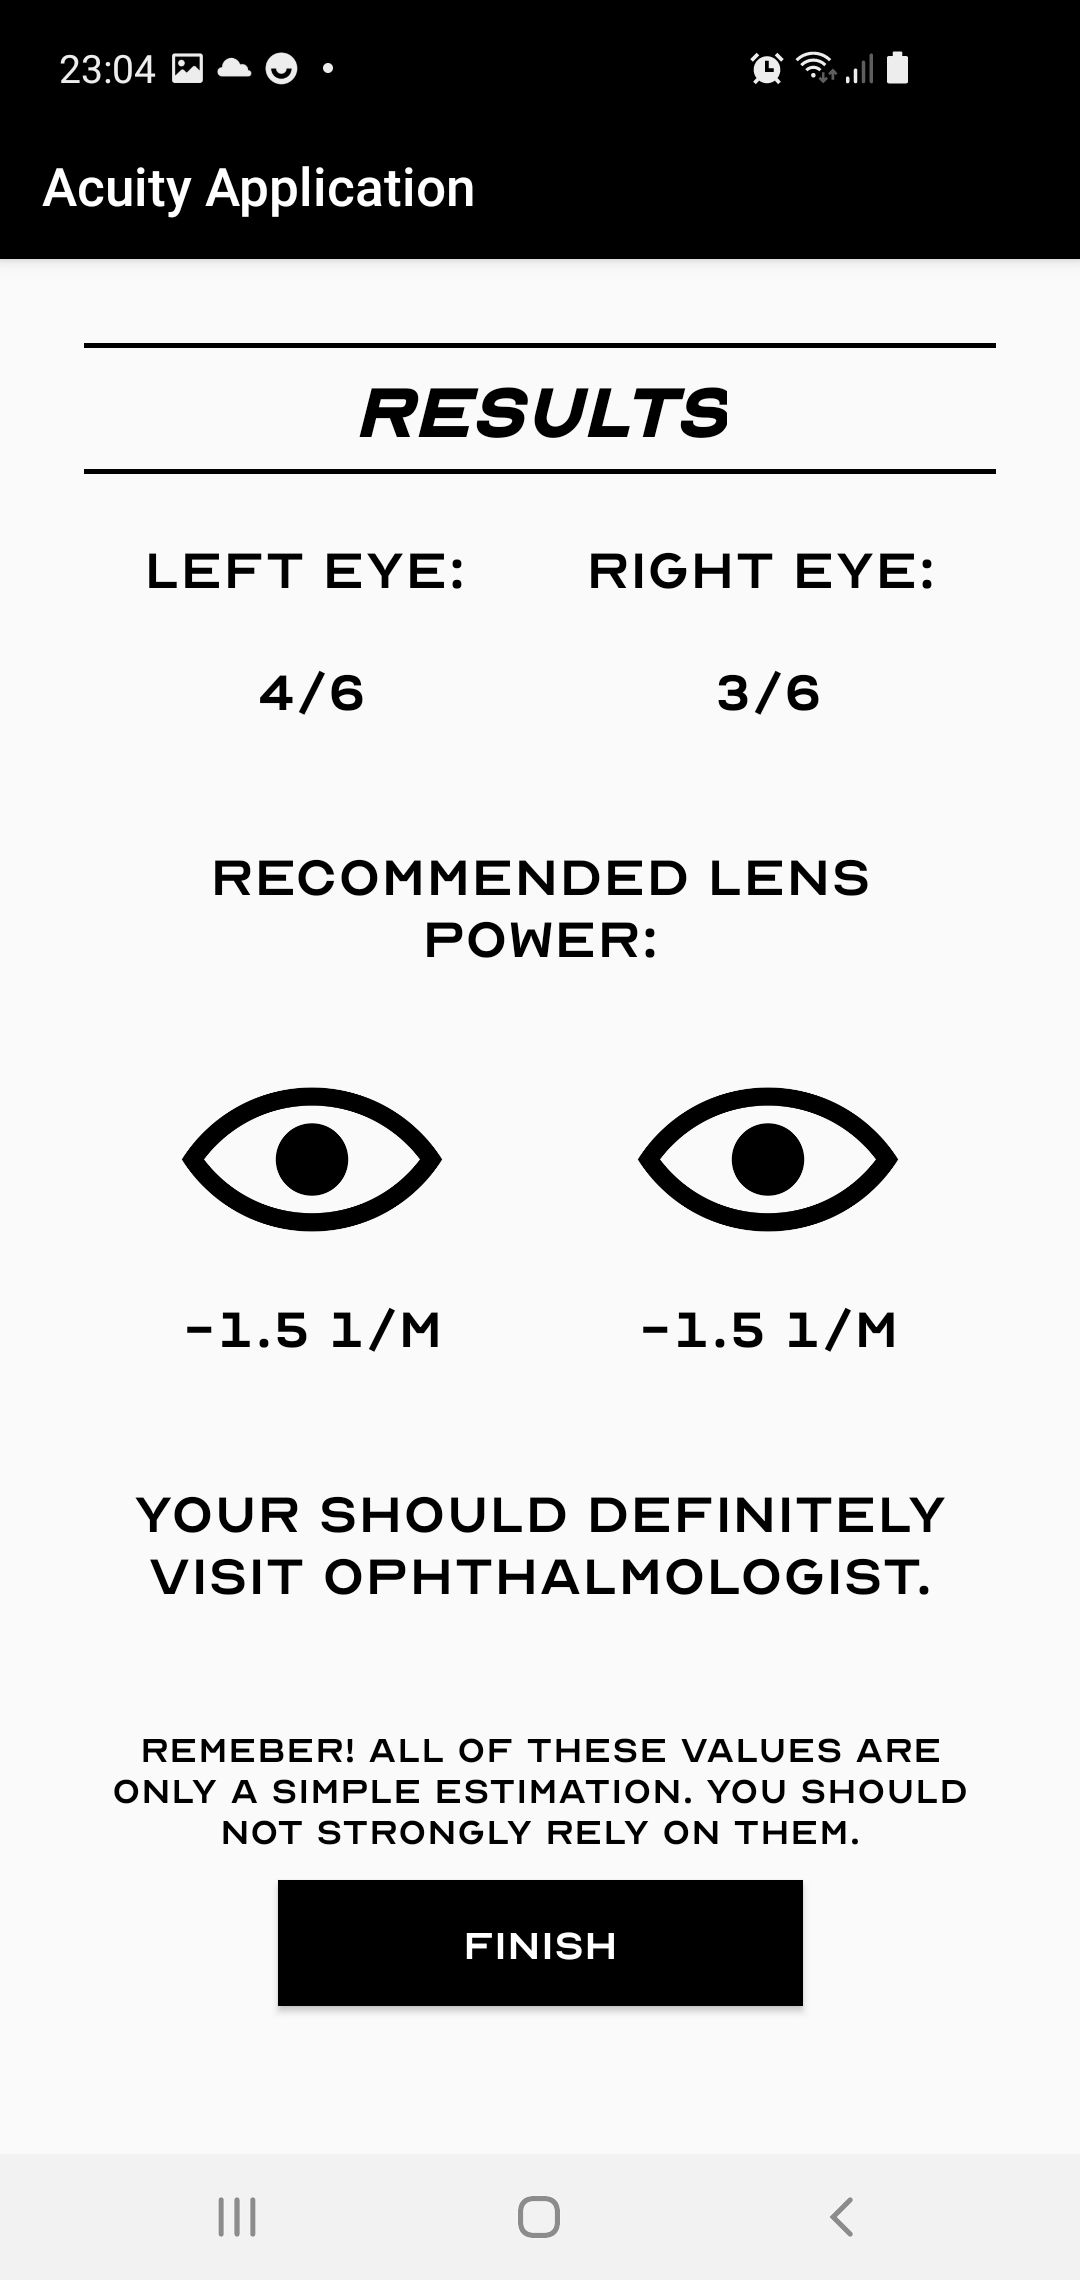 23:04
Acuity Application
RESULTS
LEFT EYE: RIGHT EYE:
4/6 3/6
RECOMMENDED LENS
POWER:
-1.5 1/M -1.5 1/M
YOUR SHOULD DEFINITELY
VISIT OPHTHALMOLOGIST.
REMEBER! ALL OF THESE VALUES ARE
ONLY A SIMPLE ESTIMATION. YOU SHOULD
NOT STRONGLY RELY ON THEM.
FINISH